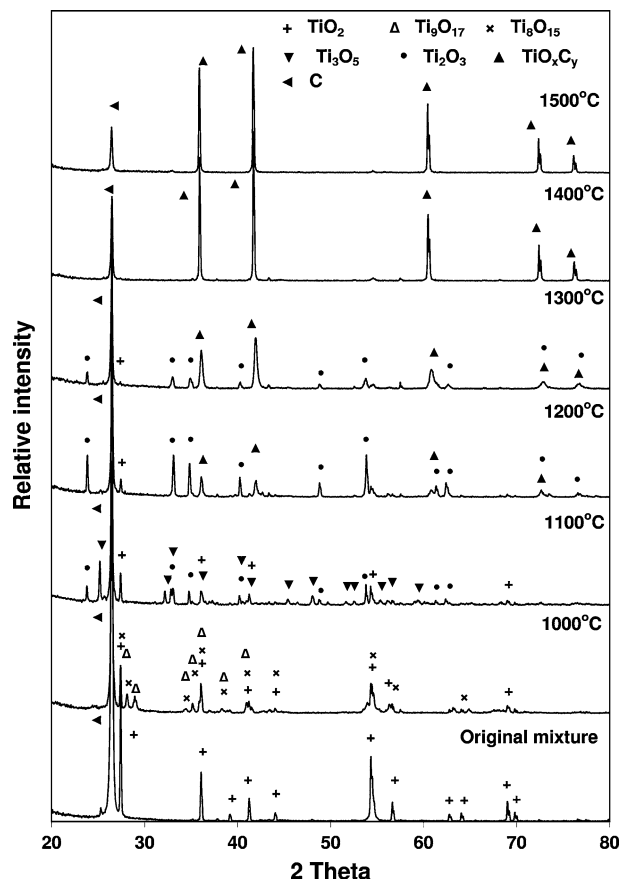 + TiO2 Δ Ti9O17 × Ti8O15
▼ Ti3O5 ● Ti2O3 ▲ TiOxCy
◄ C
1500°C
1400°C
1300°C
1200°C
1100°C
1000°C
Original mixture
Relative intensity
20 30 40 50 60 70 80
2 Theta